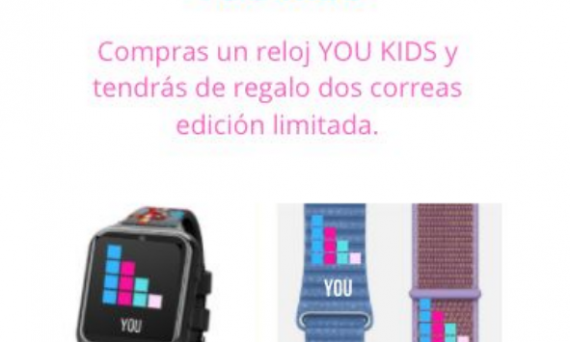 Compras un reloj YOU KIDS y
tendrás de regalo dos correas
edición limitada.
YOU
YOU